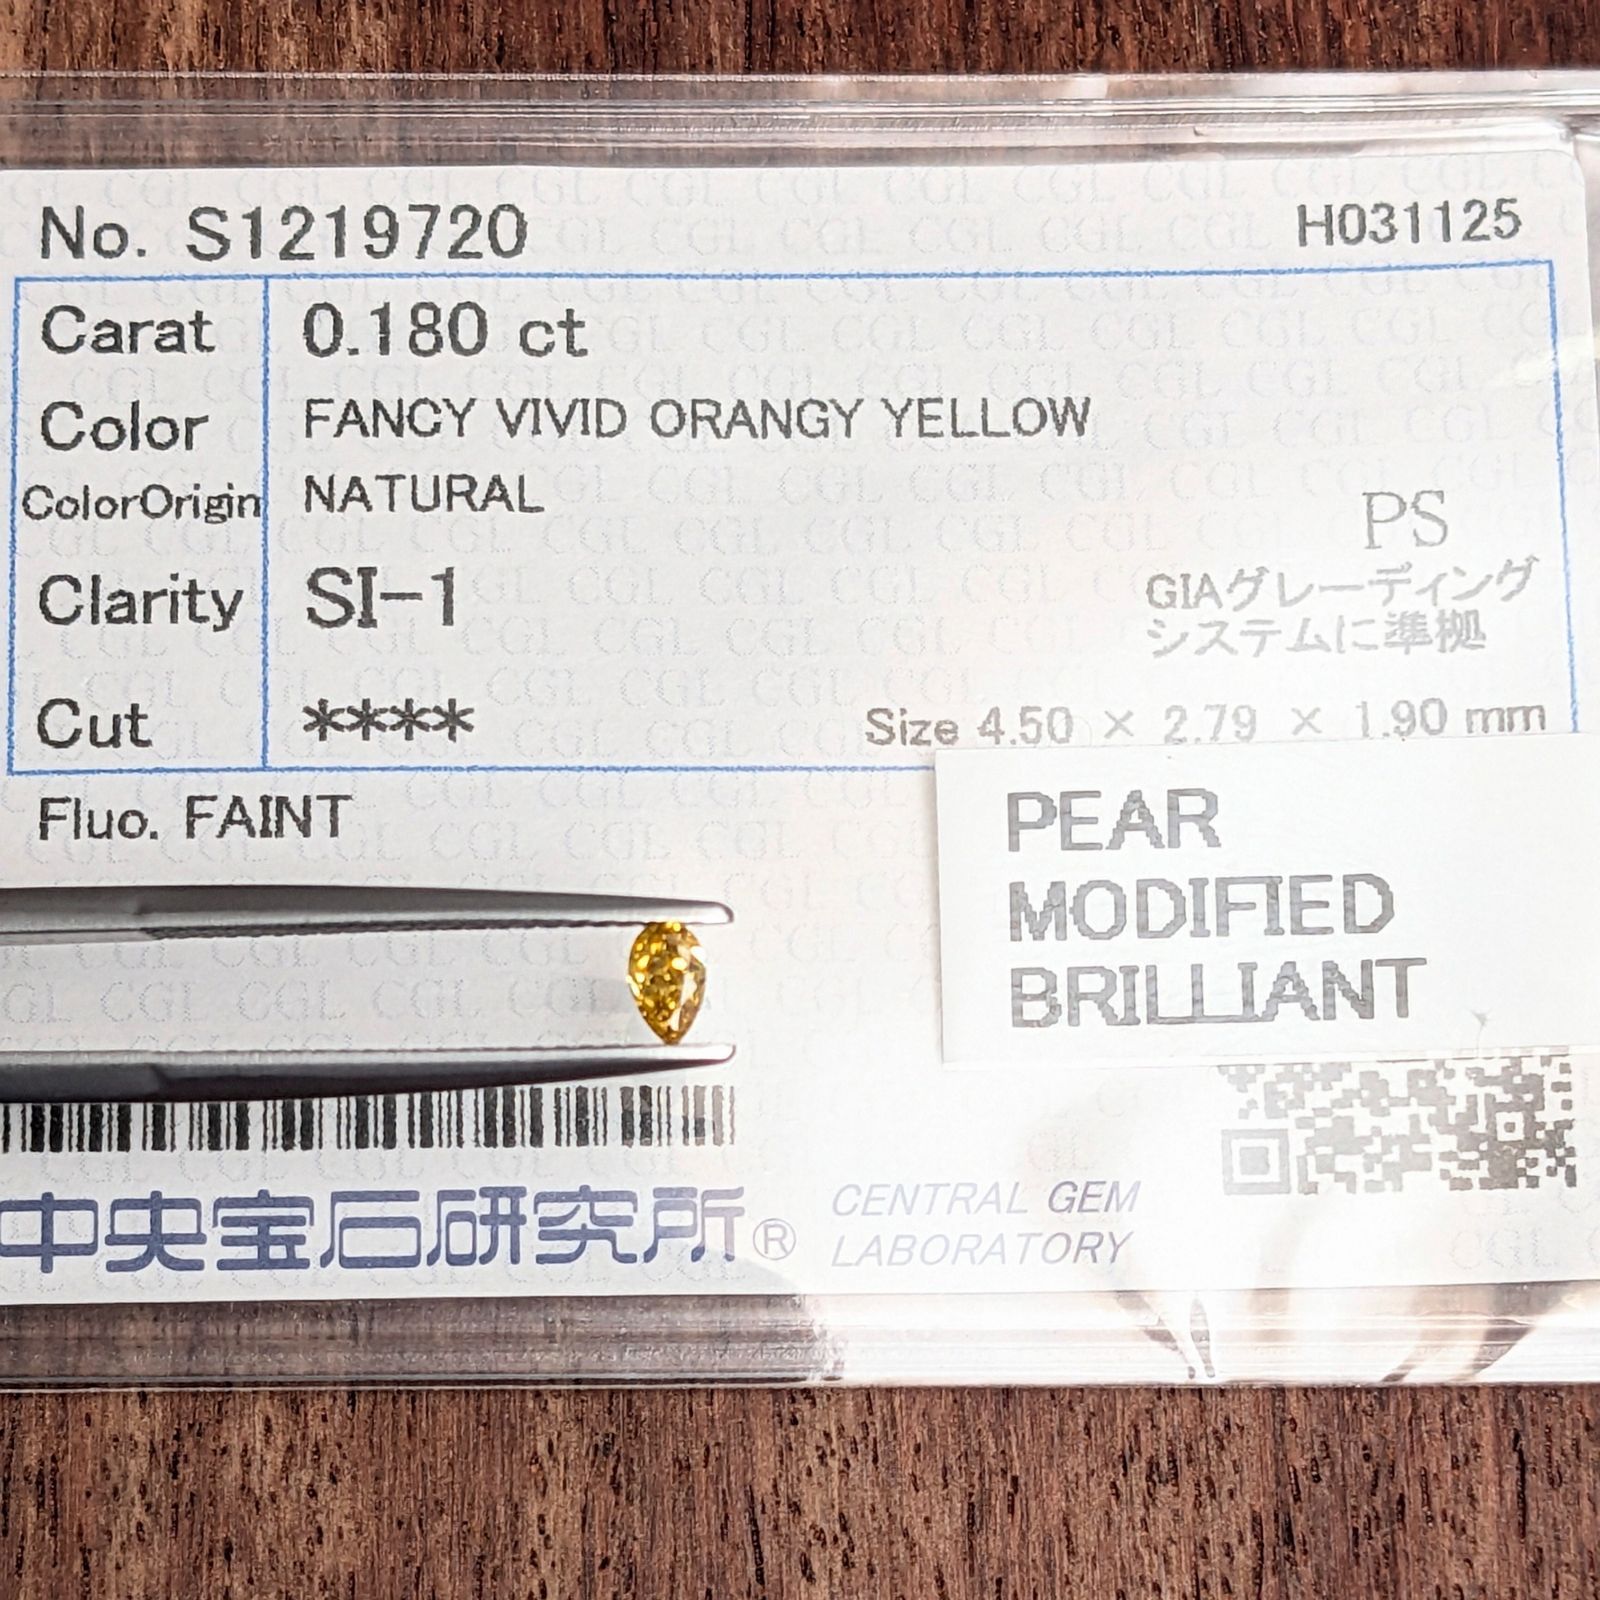 No. S1219720
H031125
Carat 0.180 ct
Color FANCY VIVID ORANGY YELLOW
ColorOrigin NATURAL
PS
GIAグレーディング
システムに準拠
Clarity SI-1
Cut ****
Size 4.50 × 2.79 × 1.90 mm
Fluo. FAINT
PEAR
MODIFIED
BRILLIANT
中央宝石研究所®
CENTRAL GEM
LABORATORY